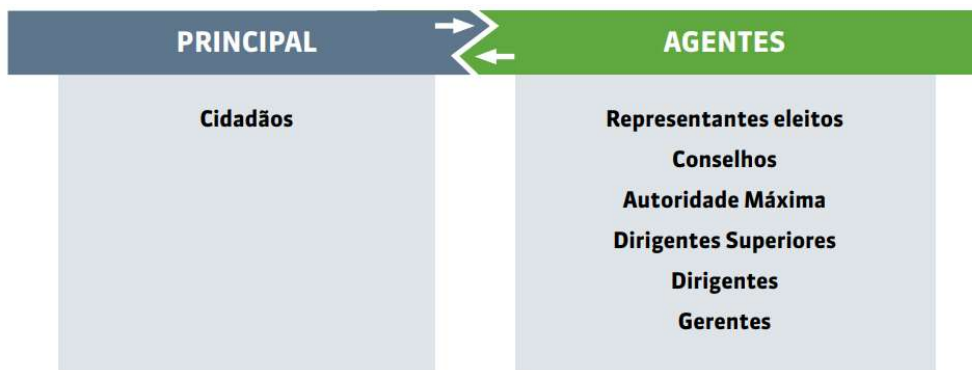 PRINCIPAL
AGENTES
Cidadãos
Representantes eleitos
Conselhos
Autoridade Máxima
Dirigentes Superiores
Dirigentes
Gerentes